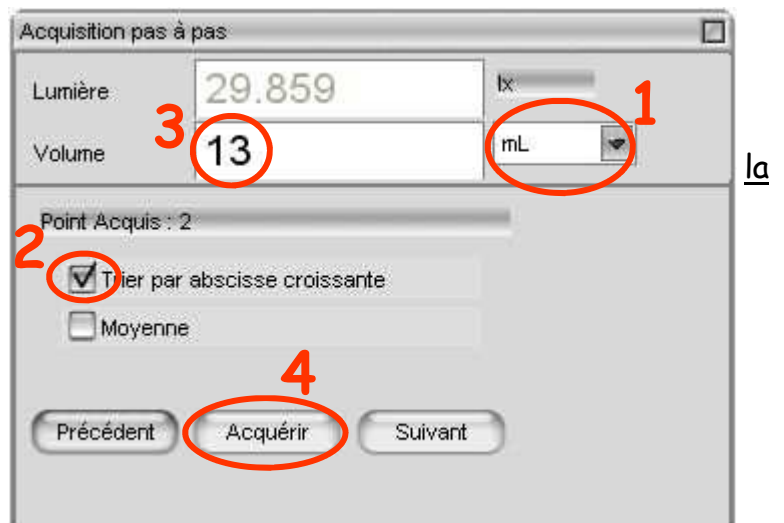 Acquisition pas à pas
Lumière 29.859 lx 1
3
Volume 13 mL
la
Point Acquis : 2
2
Trier par abscisse croissante
Moyenne
4
Précédent Acquérir Suivant